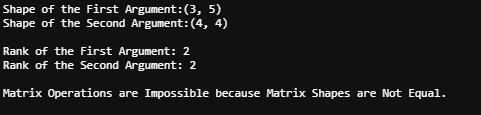 Shape of the First Argument:(3, 5)
Shape of the Second Argument:(4, 4)
Rank of the First Argument: 2
Rank of the Second Argument: 2
Matrix Operations are Impossible because Matrix Shapes are Not Equal.